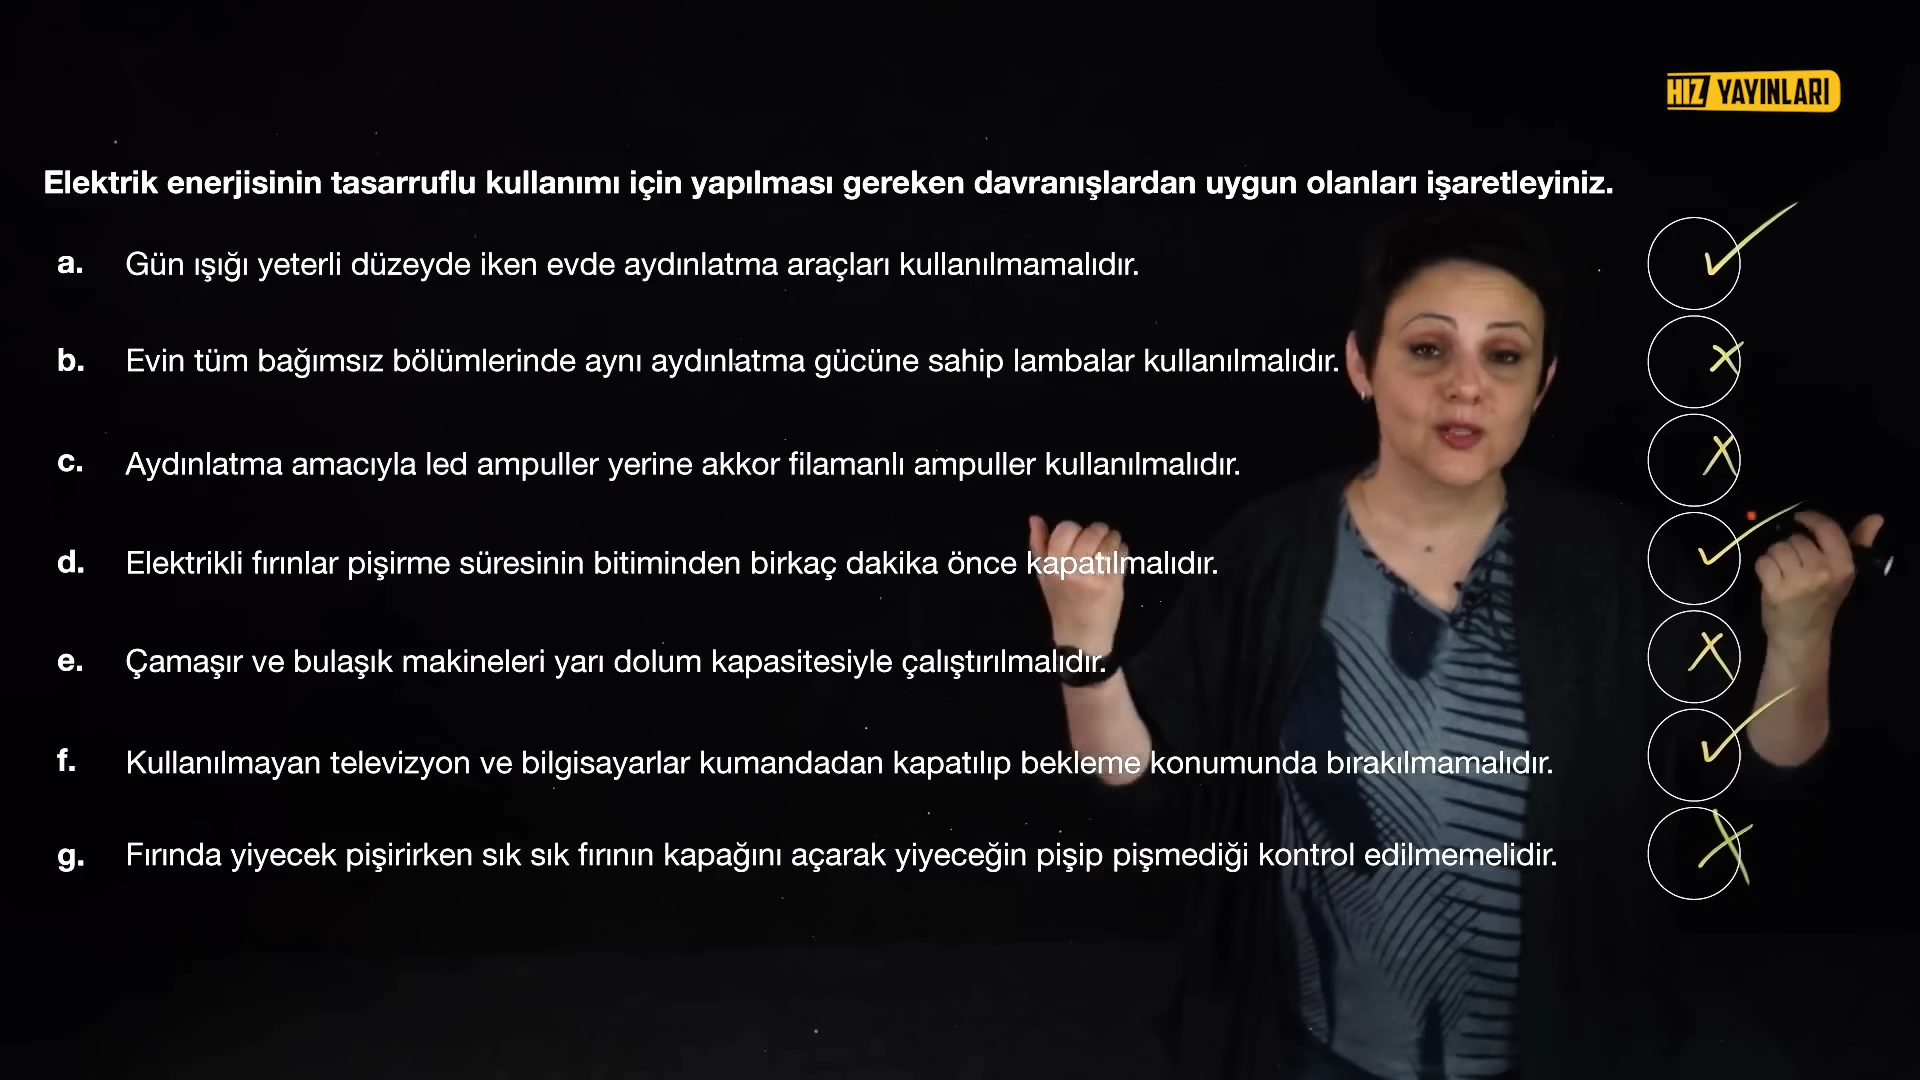 HIZ YAYINLARI
Elektrik enerjisinin tasarruflu kullanımı için yapılması gereken davranışlardan uygun olanları işaretleyiniz.
a. Gün ışığı yeterli düzeyde iken evde aydınlatma araçları kullanılmamalıdır.
b. Evin tüm bağımsız bölümlerinde aynı aydınlatma gücüne sahip lambalar kullanılmalıdır.
c. Aydınlatma amacıyla led ampuller yerine akkor filamanlı ampuller kullanılmalıdır.
d. Elektrikli fırınlar pişirme süresinin bitiminden birkaç dakika önce kapatılmalıdır.
e. Çamaşır ve bulaşık makineleri yarı dolum kapasitesiyle çalıştırılmalıdır.
f. Kullanılmayan televizyon ve bilgisayarlar kumandadan kapatılıp bekleme konumunda bırakılmamalıdır.
g. Fırında yiyecek pişirirken sık sık fırının kapağını açarak yiyeceğin pişip pişmediği kontrol edilmemelidir.